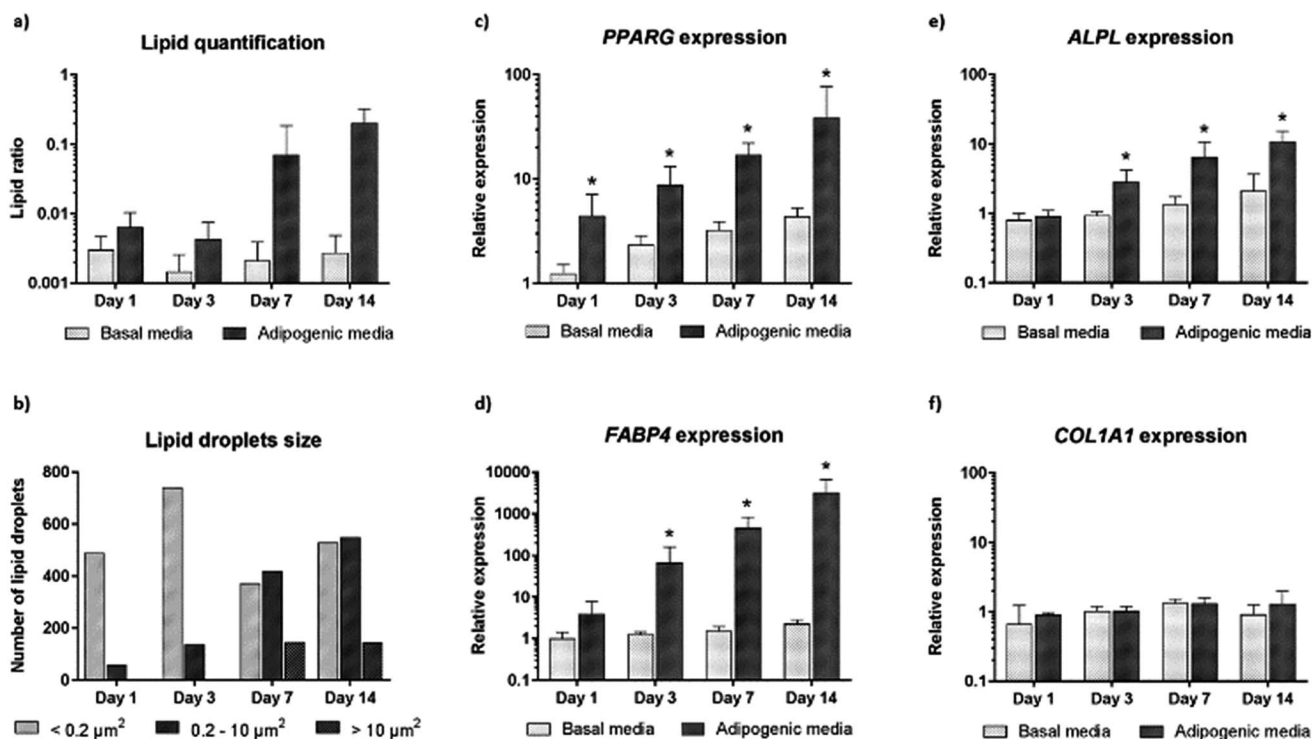 a)
Lipid quantification
Lipid ratio
1
0.1
0.01
0.001
Day 1 Day 3 Day 7 Day 14
Basal media Adipogenic media
b)
Lipid droplets size
Number of lipid droplets
800
600
400
200
0
Day 1 Day 3 Day 7 Day 14
< 0.2 µm² 0.2 - 10 µm² > 10 µm²
c)
PPARG expression
Relative expression
100
10
1
* * * *
Day 1 Day 3 Day 7 Day 14
Basal media Adipogenic media
d)
FABP4 expression
Relative expression
10000
1000
100
10
1
0.1
* * *
Day 1 Day 3 Day 7 Day 14
Basal media Adipogenic media
e)
ALPL expression
Relative expression
100
10
1
0.1
* * *
Day 1 Day 3 Day 7 Day 14
Basal media Adipogenic media
f)
COL1A1 expression
Relative expression
100
10
1
0.1
Day 1 Day 3 Day 7 Day 14
Basal media Adipogenic media